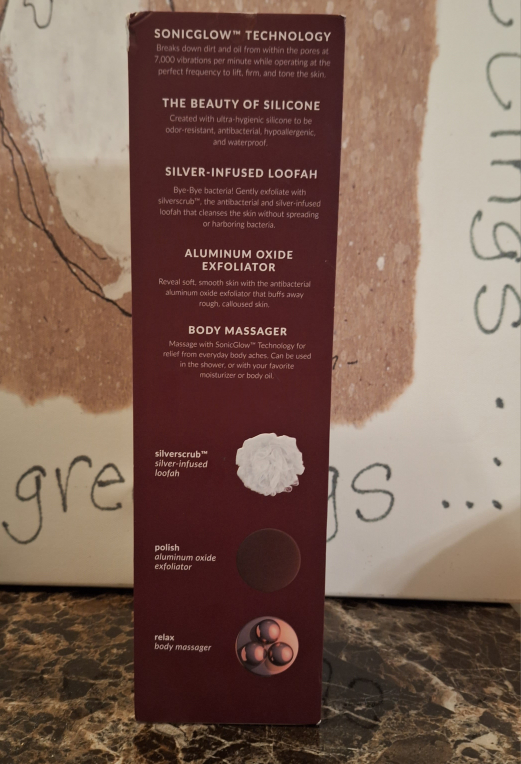 SONICGLOW™ TECHNOLOGY
Breaks down dirt and oil from within the pores at
7,000 vibrations per minute while operating at the
perfect frequency to lift, firm, and tone the skin.
THE BEAUTY OF SILICONE
Created with ultra-hygienic silicone to be
odor-resistant, antibacterial, hypoallergenic,
and waterproof.
SILVER-INFUSED LOOFAH
Bye-Bye bacteria! Gently exfoliate with
silverscrub™, the antibacterial and silver-infused
loofah that cleanses the skin without spreading
or harboring bacteria.
ALUMINUM OXIDE
EXFOLIATOR
Reveal soft, smooth skin with the antibacterial
aluminum oxide exfoliator that buffs away
rough, calloused skin.
BODY MASSAGER
Massage with SonicGlow™ Technology for
relief from everyday body aches. Can be used
in the shower, or with your favorite
moisturizer or body oil.
silverscrub™
silver-infused
loofah
polish
aluminum oxide
exfoliator
relax
body massager
gre gs ...
ings